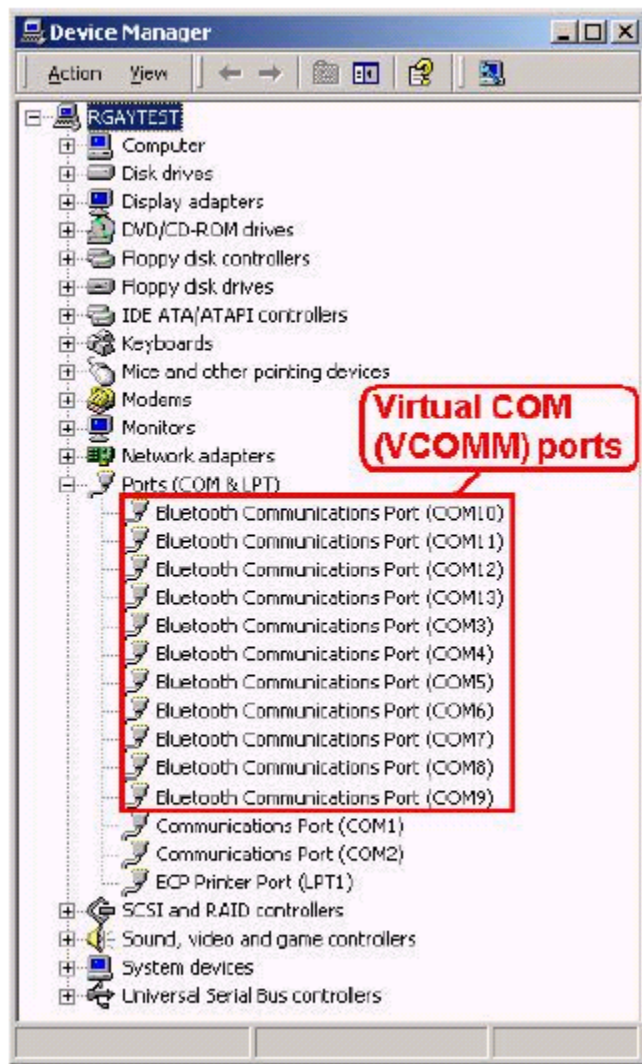 Device Manager
Action View
RGAYTEST
Computer
Disk drives
Display adapters
DVD/CD-ROM drives
Floppy disk controllers
Floppy disk drives
IDE ATA/ATAPI controllers
Keyboards
Mice and other pointing devices
Modems
Monitors
Network adapters
Virtual COM
(VCOMM) ports
Ports (COM & LPT)
Bluetooth Communications Port (COM10)
Bluetooth Communications Port (COM11)
Bluetooth Communications Port (COM12)
Bluetooth Communications Port (COM13)
Bluetooth Communications Port (COM3)
Bluetooth Communications Port (COM4)
Bluetooth Communications Port (COM5)
Bluetooth Communications Port (COM6)
Bluetooth Communications Port (COM7)
Bluetooth Communications Port (COM8)
Bluetooth Communications Port (COM9)
Communications Port (COM1)
Communications Port (COM2)
ECP Printer Port (LPT1)
SCSI and RAID controllers
Sound, video and game controllers
System devices
Universal Serial Bus controllers